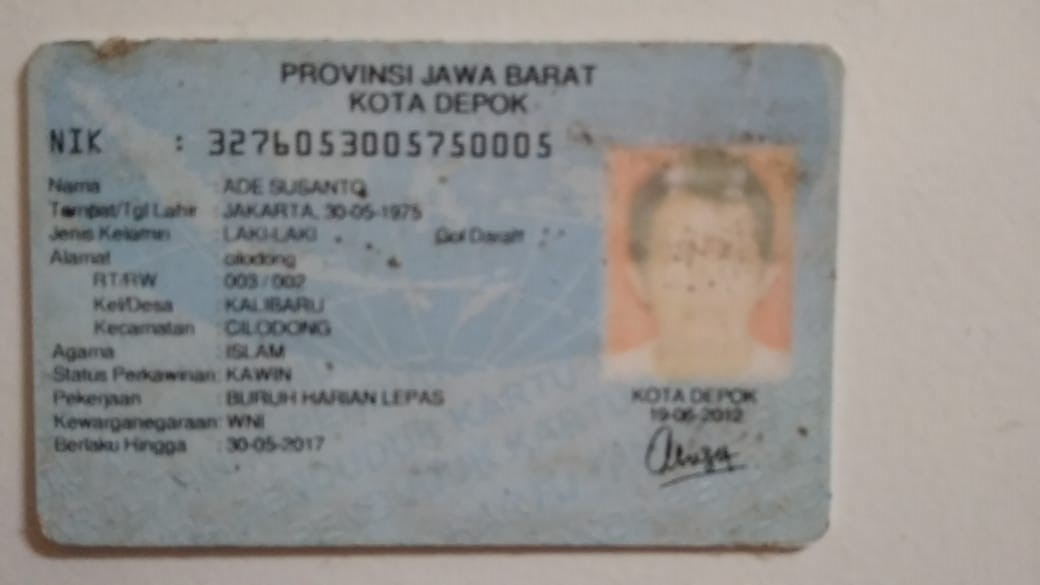 PROVINSI JAWA BARAT
KOTA DEPOK
NIK : 3276053005750005
Nama : ADE SUSANTO
Tempat/Tgl Lahir : JAKARTA, 30-05-1975
Jenis Kelamin : LAKI-LAKI Gol Darah : -
Alamat : cilodong
RT/RW : 003 / 002
Kel/Desa : KALIBARU
Kecamatan : CILODONG
Agama : ISLAM
Status Perkawinan: KAWIN
Pekerjaan : BURUH HARIAN LEPAS
Kewarganegaraan: WNI
Berlaku Hingga : 30-05-2017
KOTA DEPOK
19-06-2012